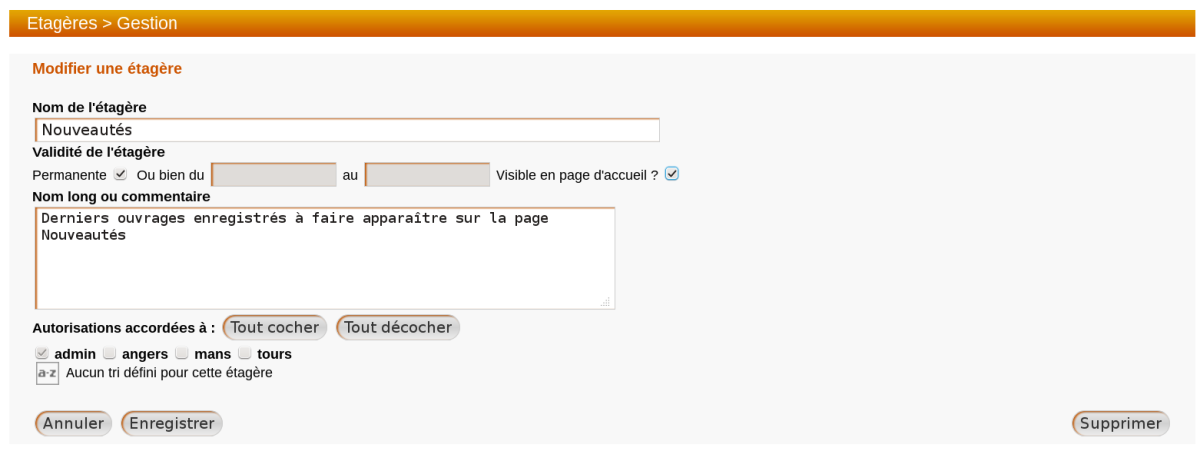 Etagères > Gestion
Modifier une étagère
Nom de l'étagère
Nouveautés
Validité de l'étagère
Permanente Ou bien du au Visible en page d'accueil ?
Nom long ou commentaire
Derniers ouvrages enregistrés à faire apparaître sur la page
Nouveautés
Autorisations accordées à : Tout cocher Tout décocher
admin angers mans tours
a-z Aucun tri défini pour cette étagère
Annuler Enregistrer Supprimer